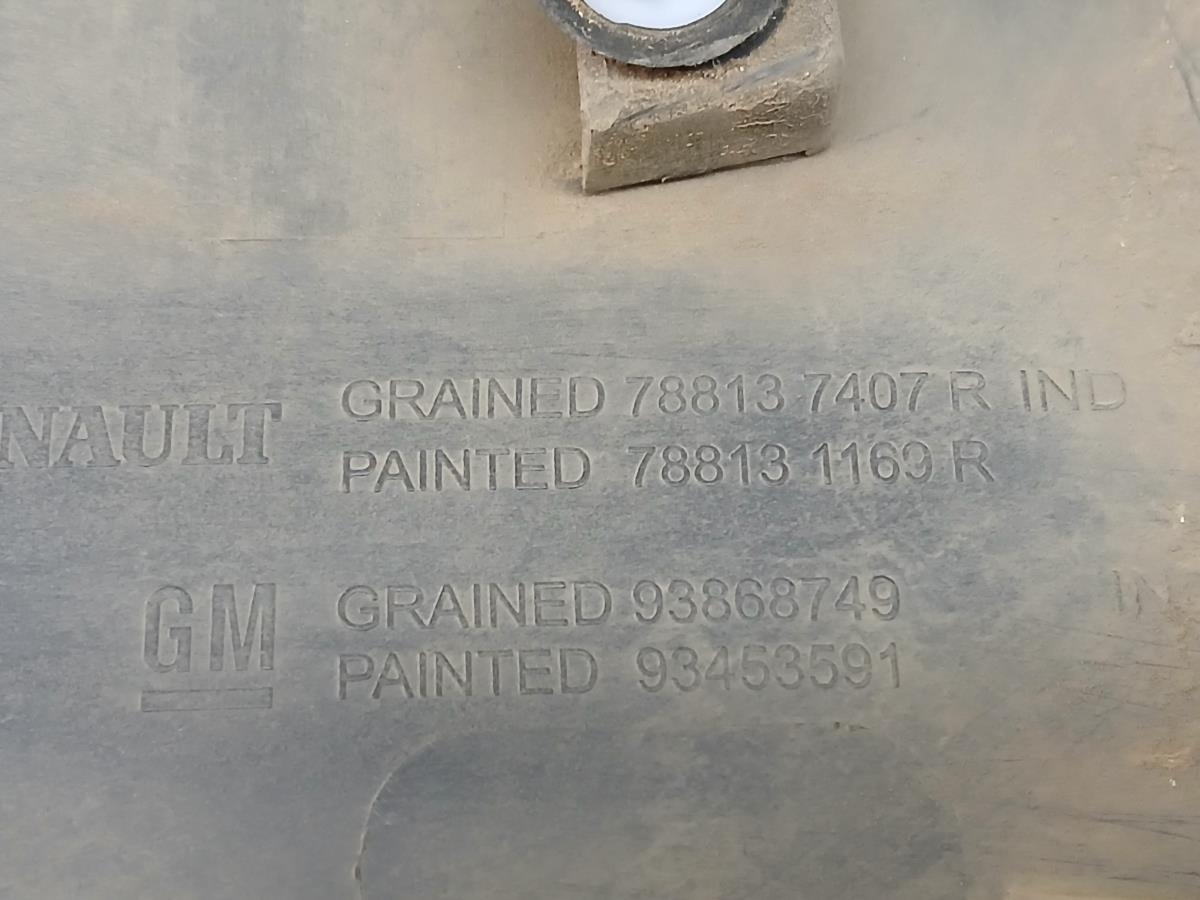 NAULT
GRAINED 78813 7407 R IND
PAINTED 78813 1169 R
GM
GRAINED 93868749
PAINTED 93453591